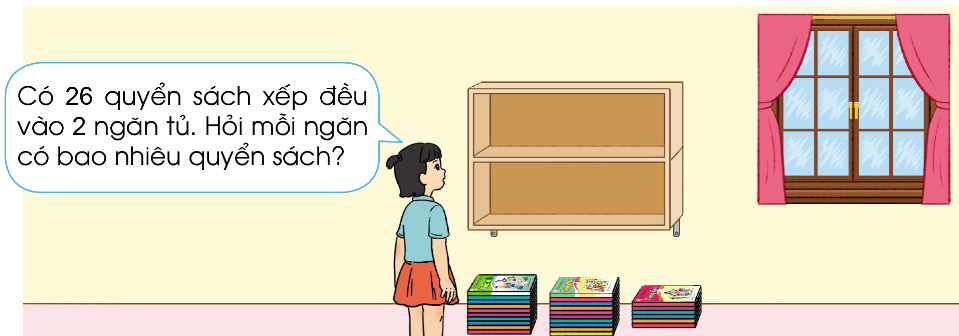 Có 26 quyển sách xếp đều
vào 2 ngăn tủ. Hỏi mỗi ngăn
có bao nhiêu quyển sách?